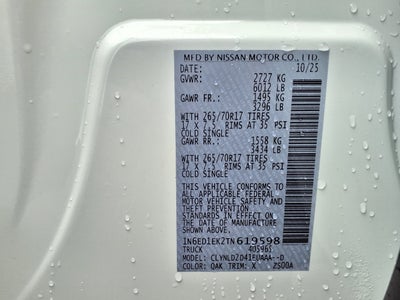 MFD BY NISSAN MOTOR CO., LTD.
DATE: 10/25
GVWR: 2727 KG
6012 LB
GAWR FR.: 1495 KG
3296 LB
WITH 265/70R17 TIRES
17 X 7.5 RIMS AT 35 PSI
COLD SINGLE
GAWR RR.: 1558 KG
3434 LB
WITH 265/70R17 TIRES
17 X 7.5 RIMS AT 35 PSI
COLD SINGLE
THIS VEHICLE CONFORMS TO
ALL APPLICABLE FEDERAL
MOTOR VEHICLE SAFETY
AND THEFT PREVENTION
STANDARDS IN EFFECT ON
THE DATE OF MANUFACTURE
SHOWN ABOVE.
1N6ED1EK2TN619598
TRUCK
MODEL:
COLOR: QAK TRIM: X